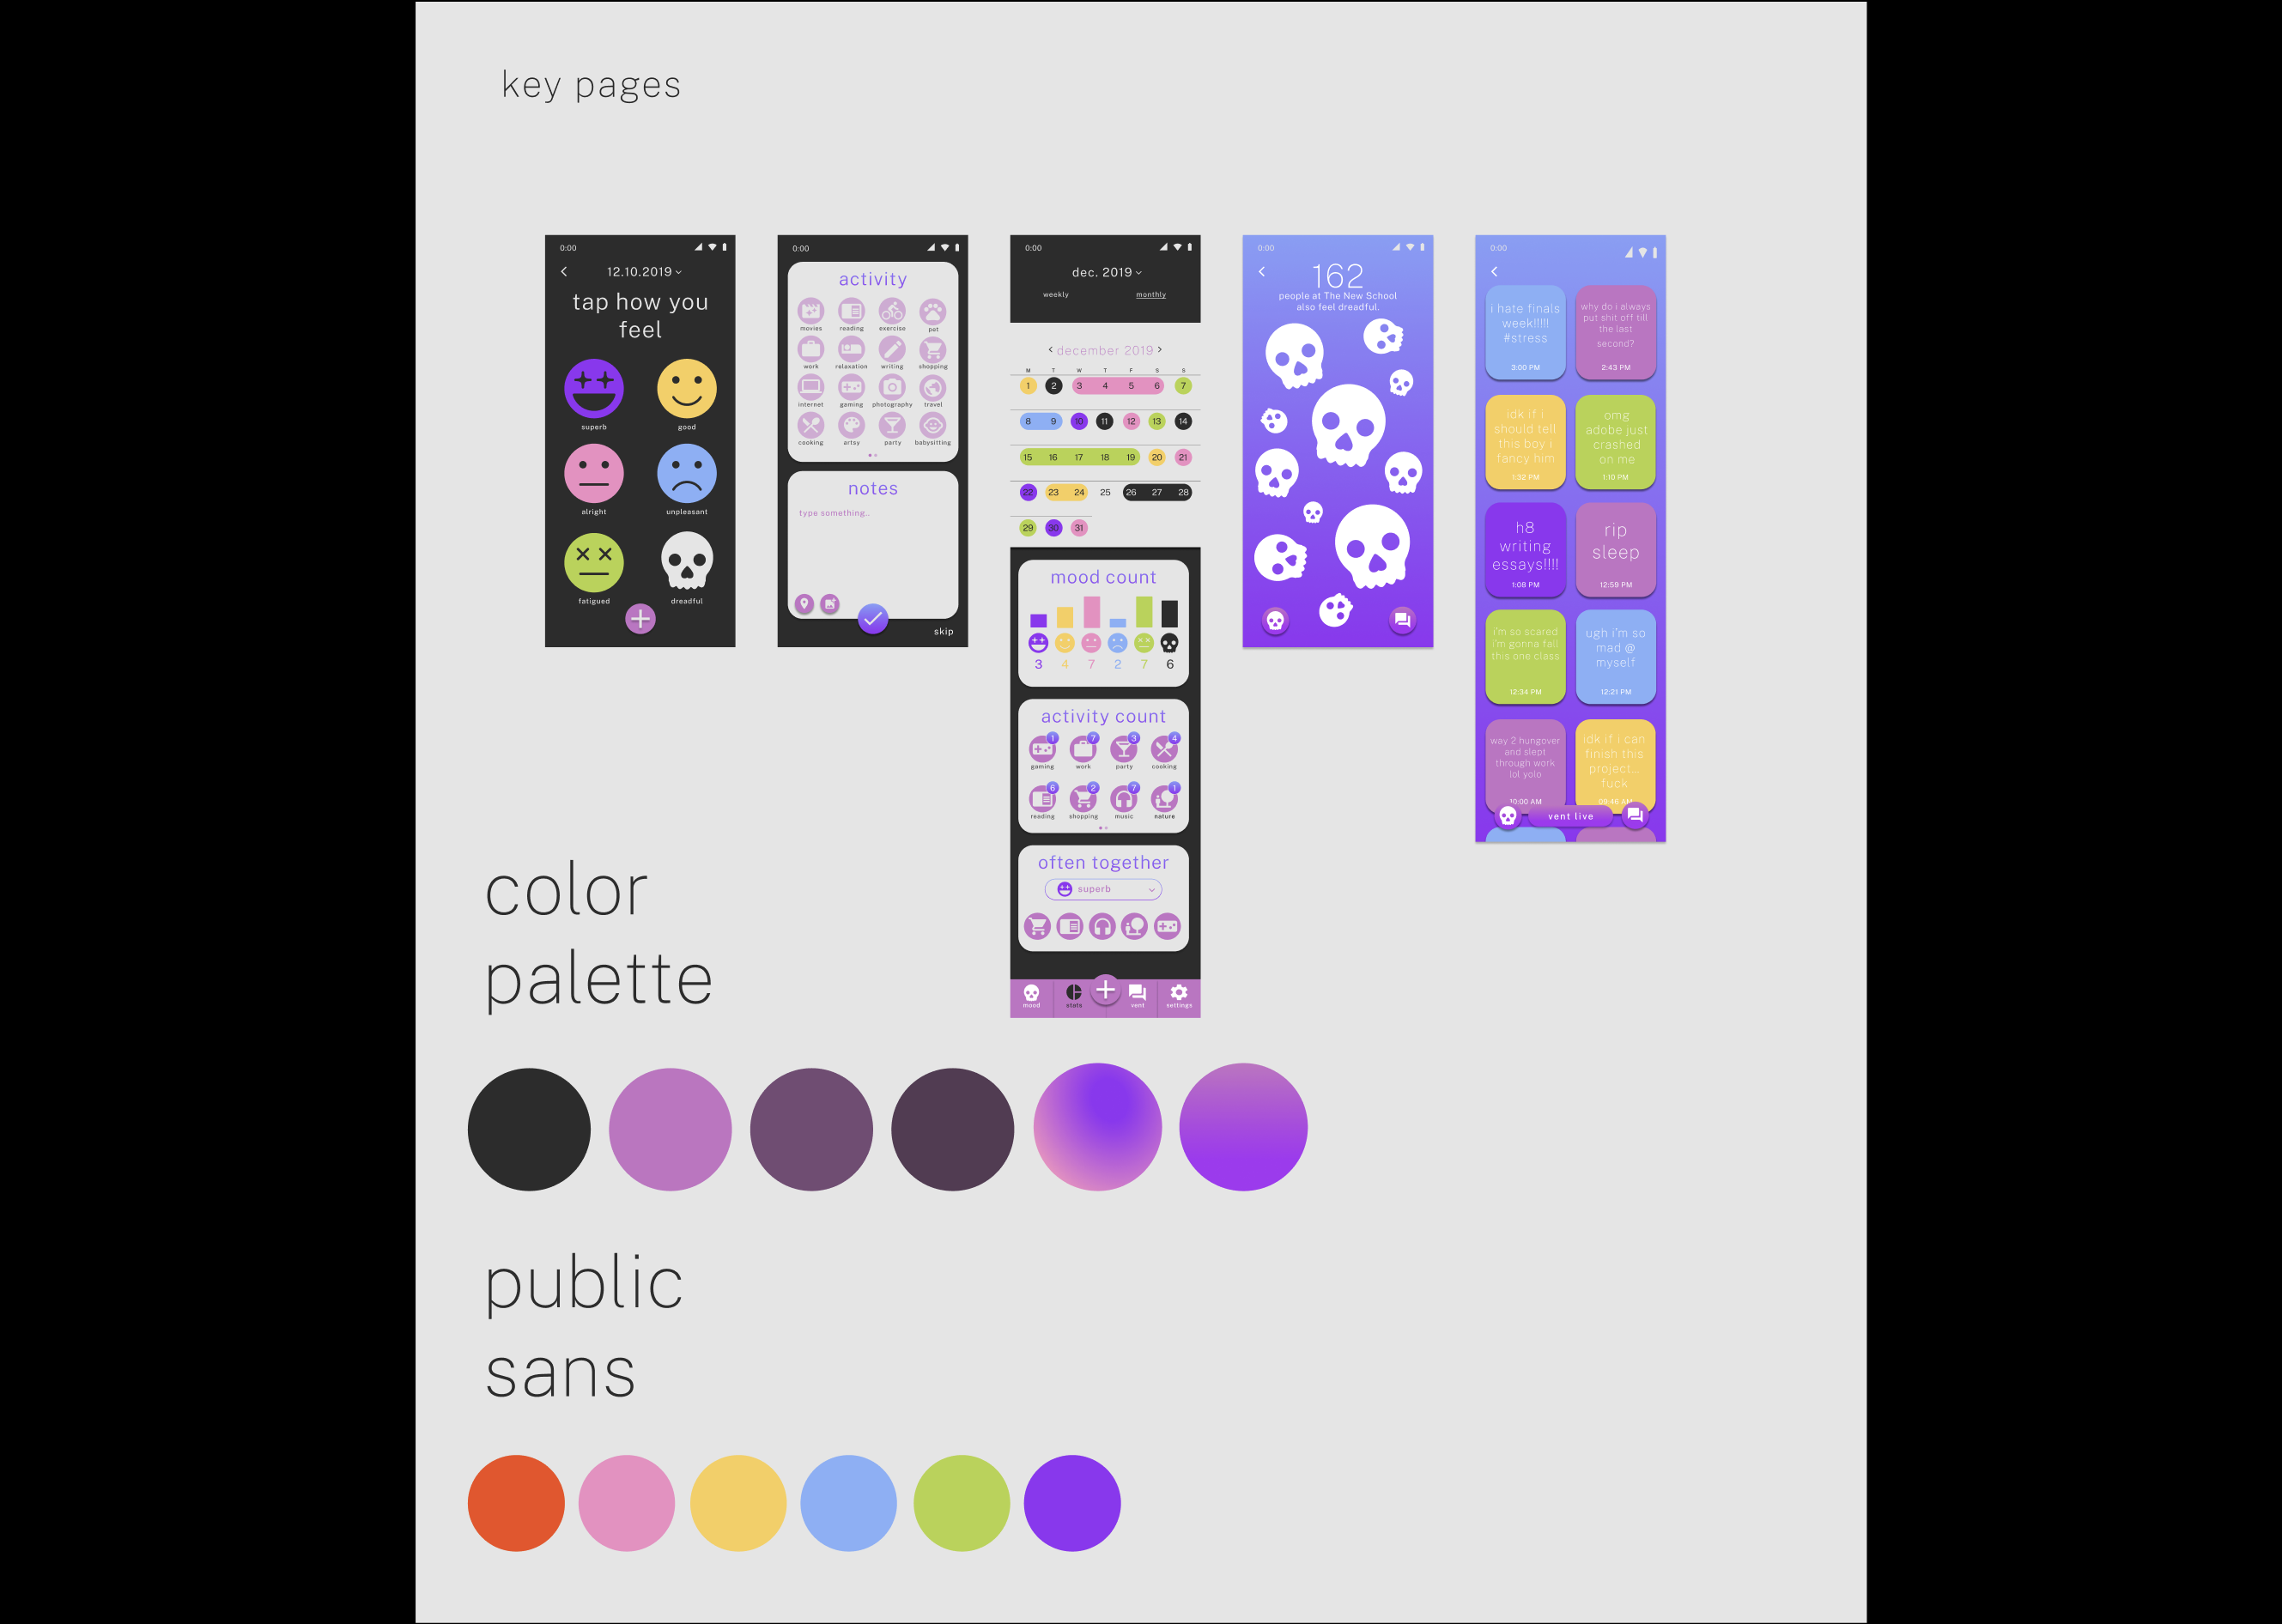 key pages
0:00
12.10.2019
tap how you
feel
superb
good
alright
unpleasant
fatigued
dreadful
0:00
activity
movies reading exercise pet
work relaxation writing shopping
internet gaming photography travel
cooking artsy party babysitting
notes
type something..
skip
0:00
dec. 2019
weekly monthly
december 2019
M T W T F S S
1 2 3 4 5 6 7
8 9 10 11 12 13 14
15 16 17 18 19 20 21
22 23 24 25 26 27 28
29 30 31
mood count
3 4 7 2 7 6
activity count
1 7 3 4
gaming work party cooking
6 2 7 1
reading shopping music nature
often together
superb
mood stats vent settings
0:00
162
people at The New School
also feel dreadful.
0:00
i hate finals
week!!!!!
#stress
3:00 PM
why do i always
put shit off till
the last
second?
2:43 PM
idk if i
should tell
this boy i
fancy him
1:32 PM
omg
adobe just
crashed
on me
1:10 PM
h8
writing
essays!!!!
1:08 PM
rip
sleep
12:59 PM
i'm so scared
i'm gonna fail
this one class
12:34 PM
ugh i'm so
mad @
myself
12:21 PM
way 2 hungover
and slept
through work
lol yolo
10:00 AM
idk if i can
finish this
project...
fuck
09:46 AM
vent live
color
palette
public
sans